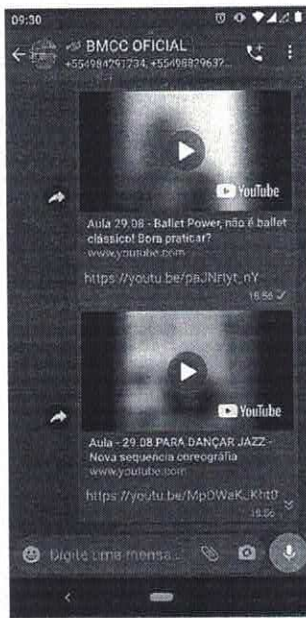 09:30
BMCC OFICIAL
YouTube
Aula 29.08 - Ballet Power, não é ballet
clássico! Bora praticar?
www.youtube.com
18:56
YouTube
Aula - 29.08 PARA DANÇAR JAZZ -
Nova sequencia coreográfia
www.youtube.com
18:56
Digite uma mensa...